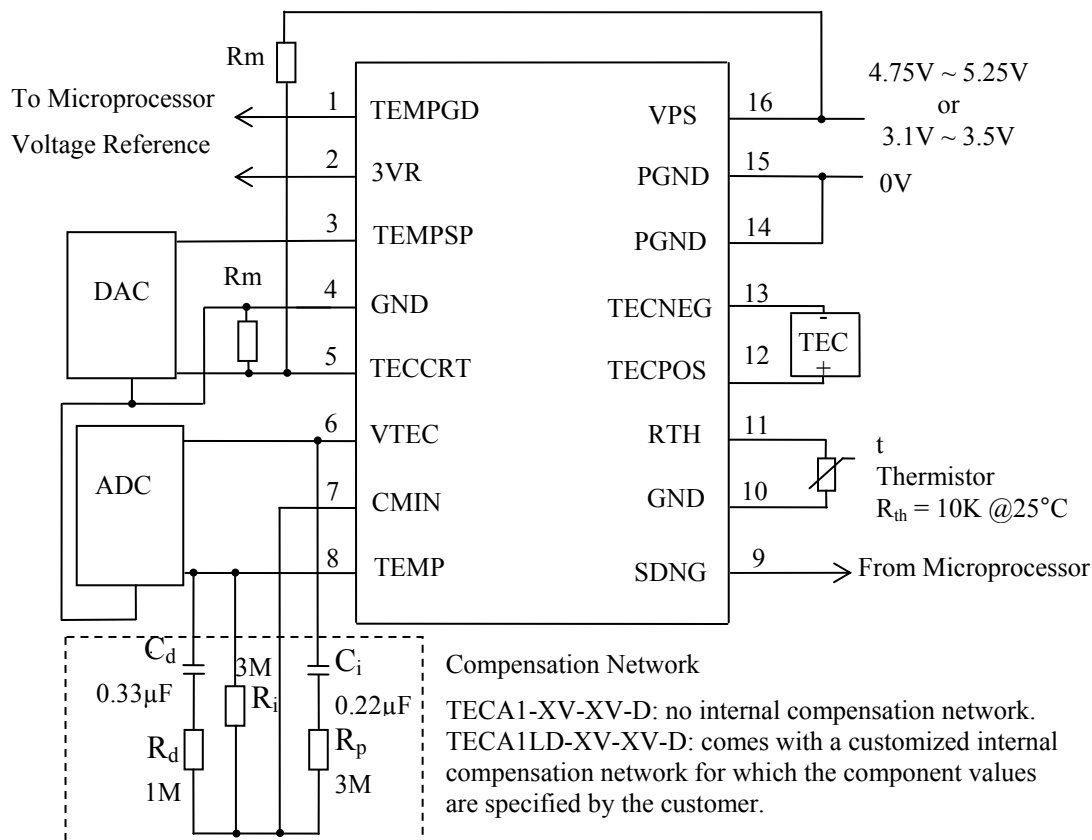 Rm
To Microprocessor
Voltage Reference
1
TEMPGD
2
3VR
3
TEMPSP
DAC
Rm
4
GND
5
TECCRT
6
VTEC
ADC
7
CMIN
8
TEMP
VPS
16
4.75V ~ 5.25V
or
3.1V ~ 3.5V
PGND
15
0V
PGND
14
TECNEG
13
-
TEC
+
TECPOS
12
RTH
11
t
Thermistor
Rth = 10K @25°C
GND
10
SDNG
9
From Microprocessor
Cd
0.33µF
3M
Ri
Ci
0.22µF
Rd
1M
Rp
3M
Compensation Network
TECA1-XV-XV-D: no internal compensation network.
TECA1LD-XV-XV-D: comes with a customized internal
compensation network for which the component values
are specified by the customer.